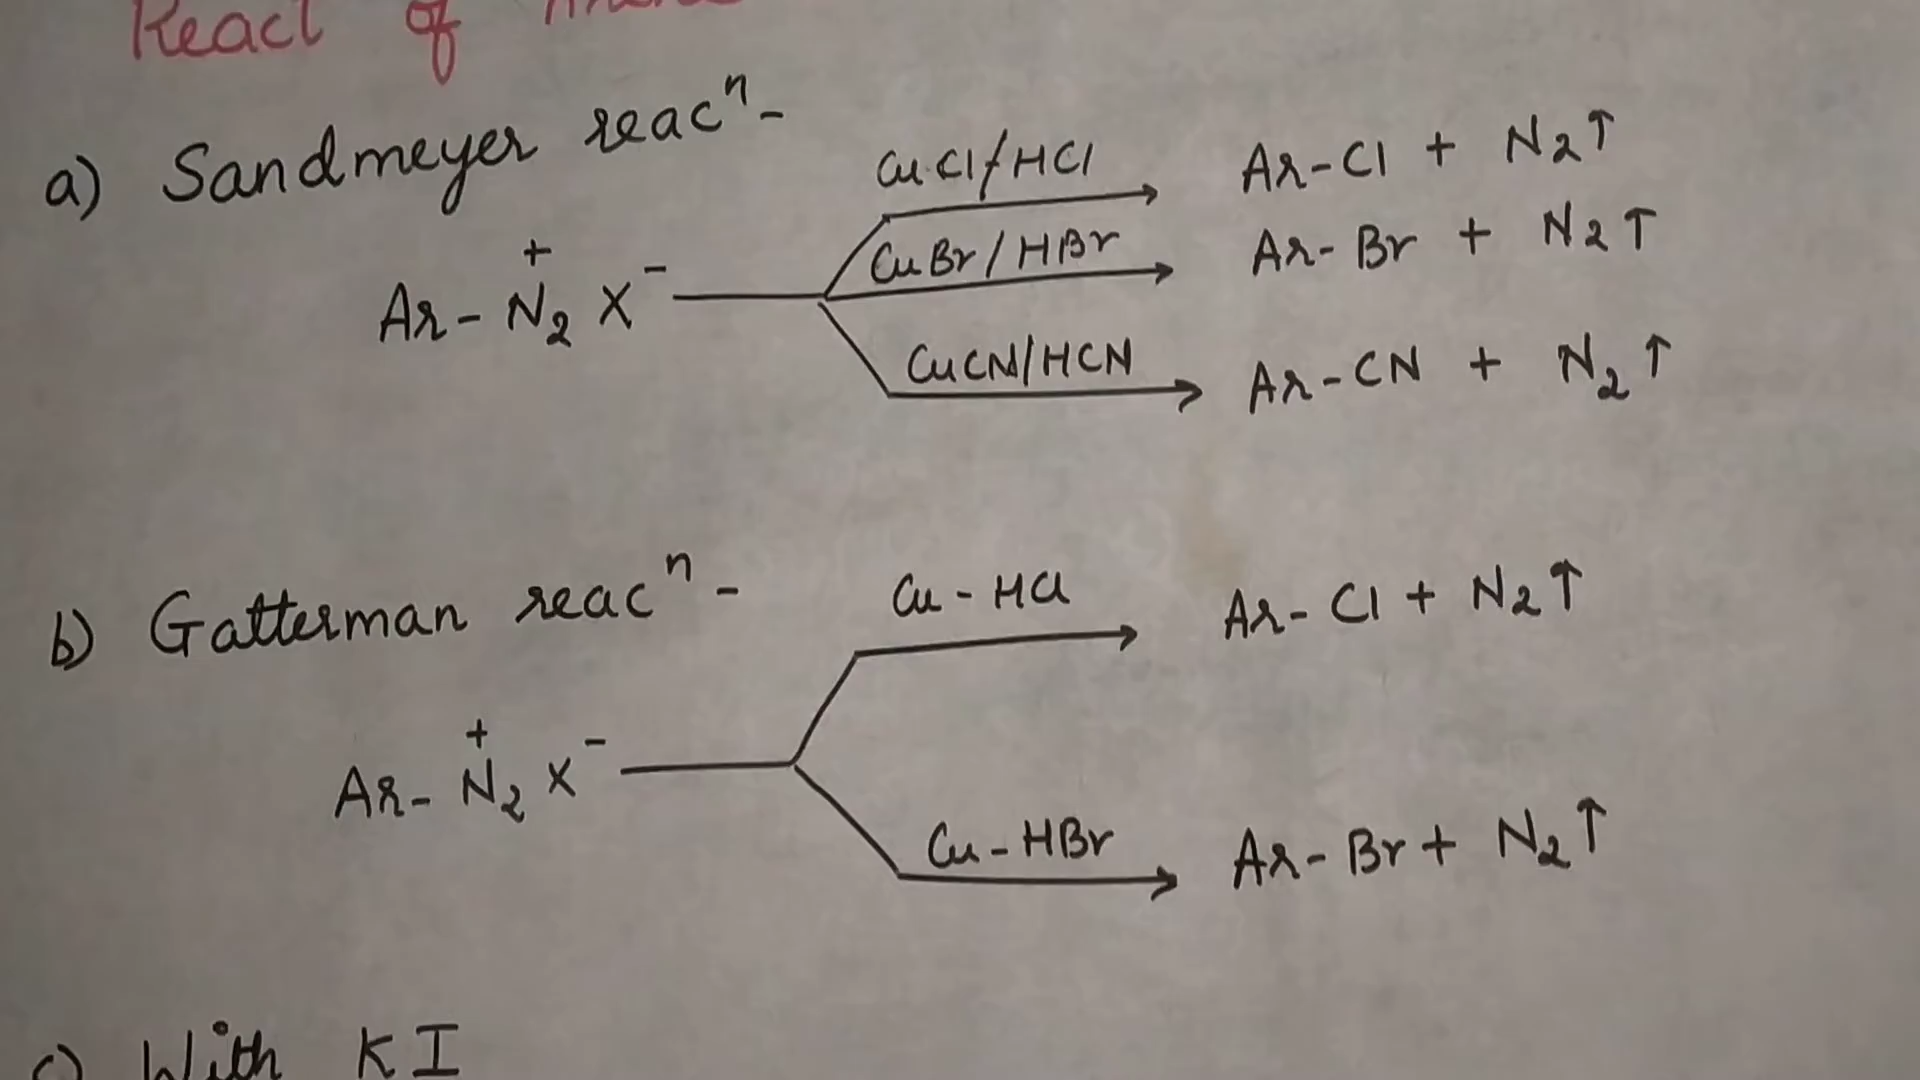 React of
a) Sandmeyer reacⁿ-
CuCl/HCl Ar-Cl + N₂↑
CuBr/HBr Ar-Br + N₂↑
Ar-N₂⁺X⁻
CuCN/HCN Ar-CN + N₂↑
b) Gatterman reacⁿ-
Cu-HCl Ar-Cl + N₂↑
Ar-N₂⁺X⁻
Cu-HBr Ar-Br + N₂↑
c) With KI